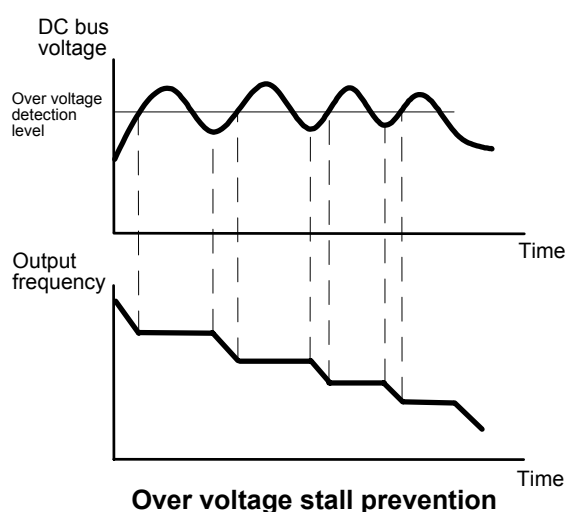 DC bus
voltage
Over voltage
detection
level
Time
Output
frequency
Time
Over voltage stall prevention